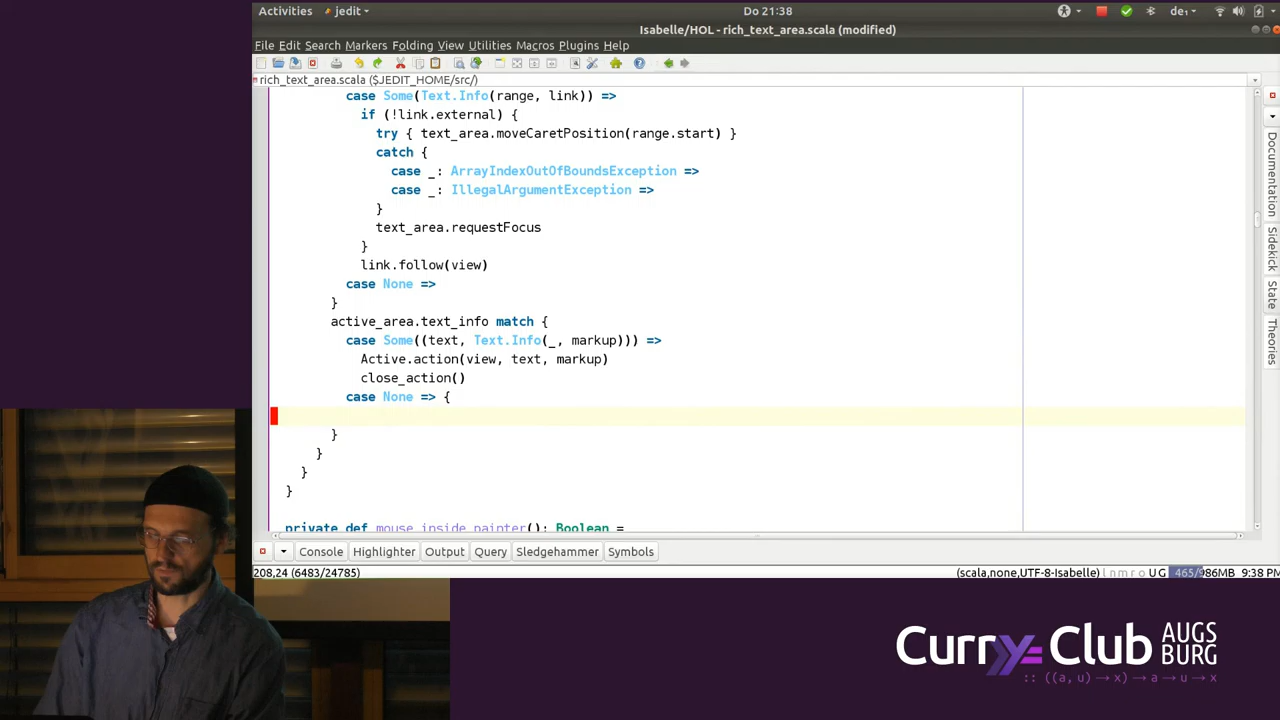 Activities
jedit
Do 21:38
de₁
Isabelle/HOL - rich_text_area.scala (modified)
File Edit Search Markers Folding View Utilities Macros Plugins Help
rich_text_area.scala ($JEDIT_HOME/src/)
case Some(Text.Info(range, link)) =>
if (!link.external) {
try { text_area.moveCaretPosition(range.start) }
catch {
case _: ArrayIndexOutOfBoundsException =>
case _: IllegalArgumentException =>
}
text_area.requestFocus
}
link.follow(view)
case None =>
}
active_area.text_info match {
case Some((text, Text.Info(_, markup))) =>
Active.action(view, text, markup)
close_action()
case None => {
}
}
}
}
private def mouse_inside_painter(): Boolean =
Documentation
Sidekick
State
Theories
Console Highlighter Output Query Sledgehammer Symbols
208,24 (6483/24785)
(scala,none,UTF-8-Isabelle) l n m r o U G 465/986MB 9:38 PM
Curry Club AUGS
BURG
:: ((a, u) → x) → a → u → x